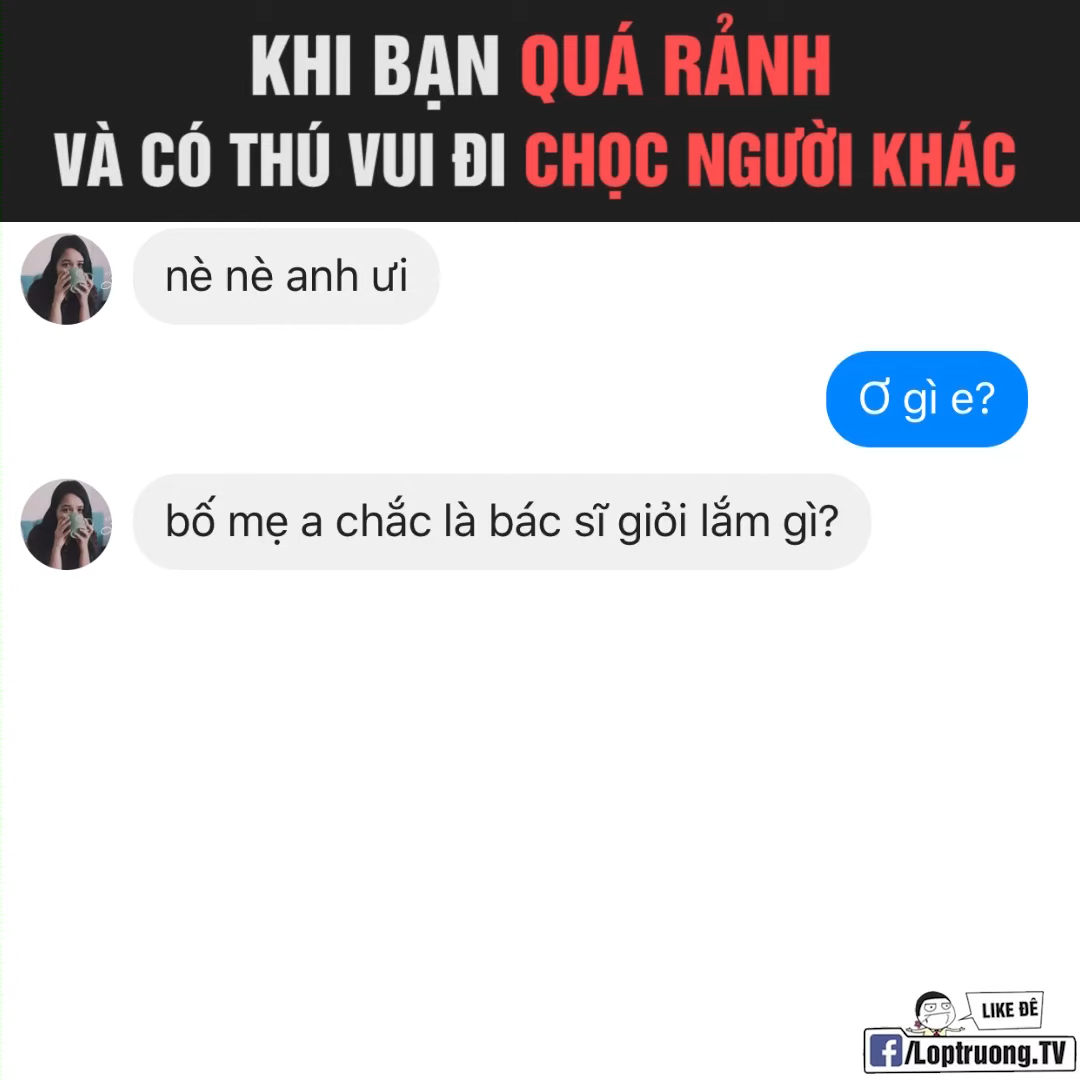 KHI BẠN QUÁ RẢNH
VÀ CÓ THÚ VUI ĐI CHỌC NGƯỜI KHÁC
nè nè anh ưi
Ơ gì e?
bố mẹ a chắc là bác sĩ giỏi lắm gì?
LIKE ĐÊ
f/Loptruong.TV